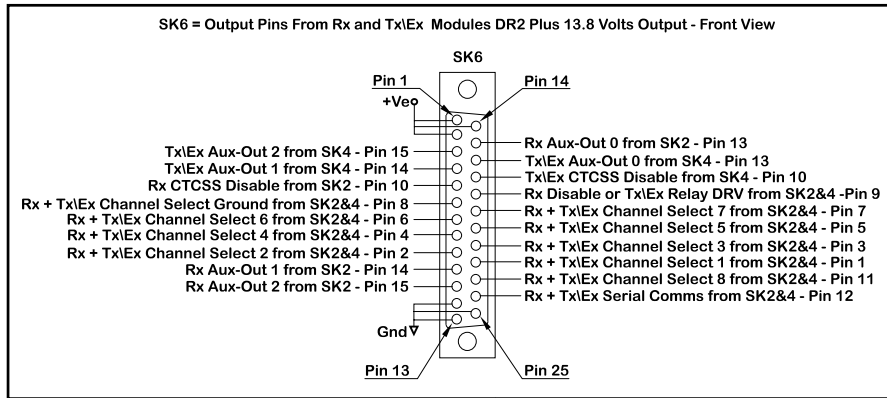 SK6 = Output Pins From Rx and Tx\Ex Modules DR2 Plus 13.8 Volts Output - Front View
SK6
Pin 1
Pin 14
+Ve
Tx\Ex Aux-Out 2 from SK4 - Pin 15
Tx\Ex Aux-Out 1 from SK4 - Pin 14
Rx CTCSS Disable from SK2 - Pin 10
Rx + Tx\Ex Channel Select Ground from SK2&4 - Pin 8
Rx + Tx\Ex Channel Select 6 from SK2&4 - Pin 6
Rx + Tx\Ex Channel Select 4 from SK2&4 - Pin 4
Rx + Tx\Ex Channel Select 2 from SK2&4 - Pin 2
Rx Aux-Out 1 from SK2 - Pin 14
Rx Aux-Out 2 from SK2 - Pin 15
Gnd
Rx Aux-Out 0 from SK2 - Pin 13
Tx\Ex Aux-Out 0 from SK4 - Pin 13
Tx\Ex CTCSS Disable from SK4 - Pin 10
Rx Disable or Tx\Ex Relay DRV from SK2&4 -Pin 9
Rx + Tx\Ex Channel Select 7 from SK2&4 - Pin 7
Rx + Tx\Ex Channel Select 5 from SK2&4 - Pin 5
Rx + Tx\Ex Channel Select 3 from SK2&4 - Pin 3
Rx + Tx\Ex Channel Select 1 from SK2&4 - Pin 1
Rx + Tx\Ex Channel Select 8 from SK2&4 - Pin 11
Rx + Tx\Ex Serial Comms from SK2&4 - Pin 12
Pin 13
Pin 25